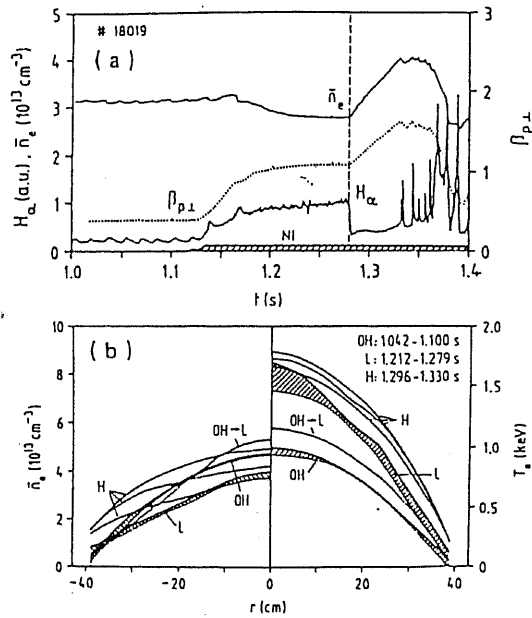 # 18019
(a)
5
4
3
2
1
0
Hα (a.u.), n̄e (10¹³ cm⁻³)
n̄e
βp⊥
Hα
NI
3
2
1
0
βp⊥
1.0 1.1 1.2 1.3 1.4
t (s)
(b)
OH: 1.042 - 1.100 s
L: 1.212 - 1.279 s
H: 1.296 - 1.330 s
10
8
6
4
2
0
n̄e (10¹³ cm⁻³)
OH→L
H
OH
L
H
OH→L
L
OH
2.0
1.5
1.0
0.5
0
Te (keV)
-40 -20 0 20 40
r (cm)